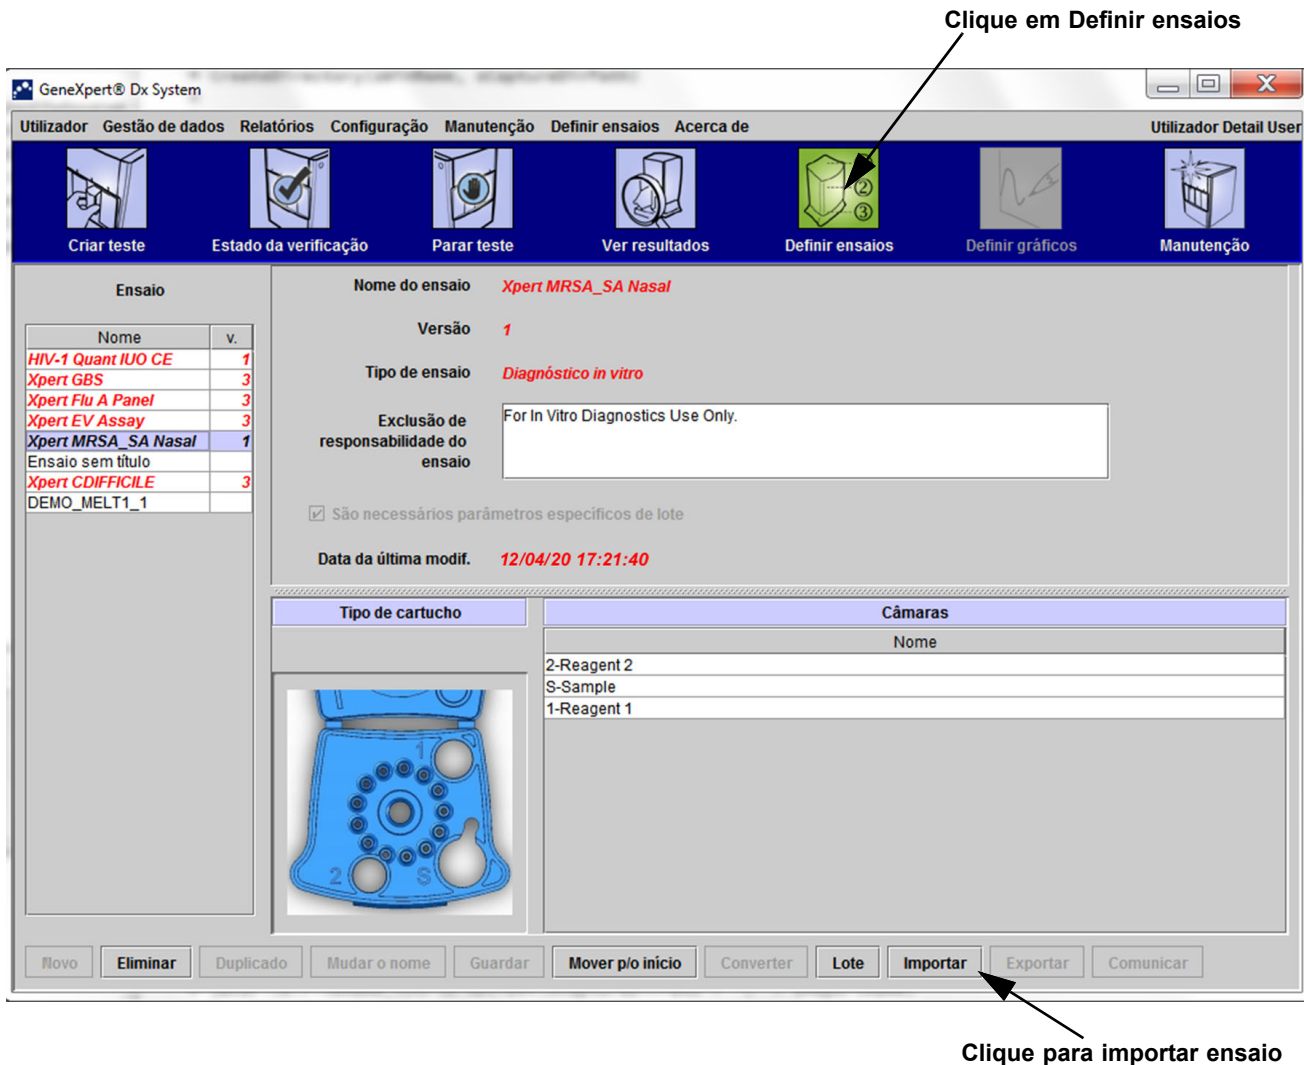 Clique em Definir ensaios
GeneXpert® Dx System
Utilizador Gestão de dados Relatórios Configuração Manutenção Definir ensaios Acerca de Utilizador Detail User
Criar teste Estado da verificação Parar teste Ver resultados Definir ensaios Definir gráficos Manutenção
Ensaio
Nome v.
HIV-1 Quant IUO CE 1
Xpert GBS 3
Xpert Flu A Panel 3
Xpert EV Assay 3
Xpert MRSA_SA Nasal 1
Ensaio sem título
Xpert CDIFFICILE 3
DEMO_MELT1_1
Nome do ensaio Xpert MRSA_SA Nasal
Versão 1
Tipo de ensaio Diagnóstico in vitro
Exclusão de
responsabilidade do
ensaio
For In Vitro Diagnostics Use Only.
São necessários parâmetros específicos de lote
Data da última modif. 12/04/20 17:21:40
Tipo de cartucho
Câmaras
Nome
2-Reagent 2
S-Sample
1-Reagent 1
1
2 S
Novo Eliminar Duplicado Mudar o nome Guardar Mover p/o início Converter Lote Importar Exportar Comunicar
Clique para importar ensaio